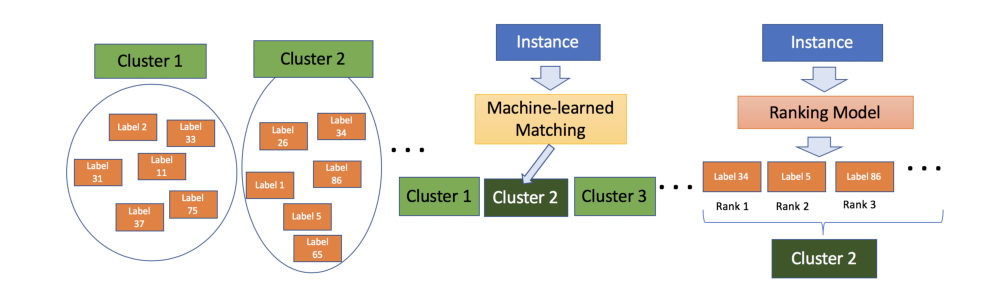 Cluster 1
Label 2
Label
33
Label
31
Label
11
Label
37
Label
75
Cluster 2
Label
26
Label
34
Label 1
Label
86
Label 5
Label
65
...
Instance
Machine-learned
Matching
Cluster 1
Cluster 2
Cluster 3
...
Instance
Ranking Model
Label 34
Label 5
Label 86
...
Rank 1
Rank 2
Rank 3
Cluster 2